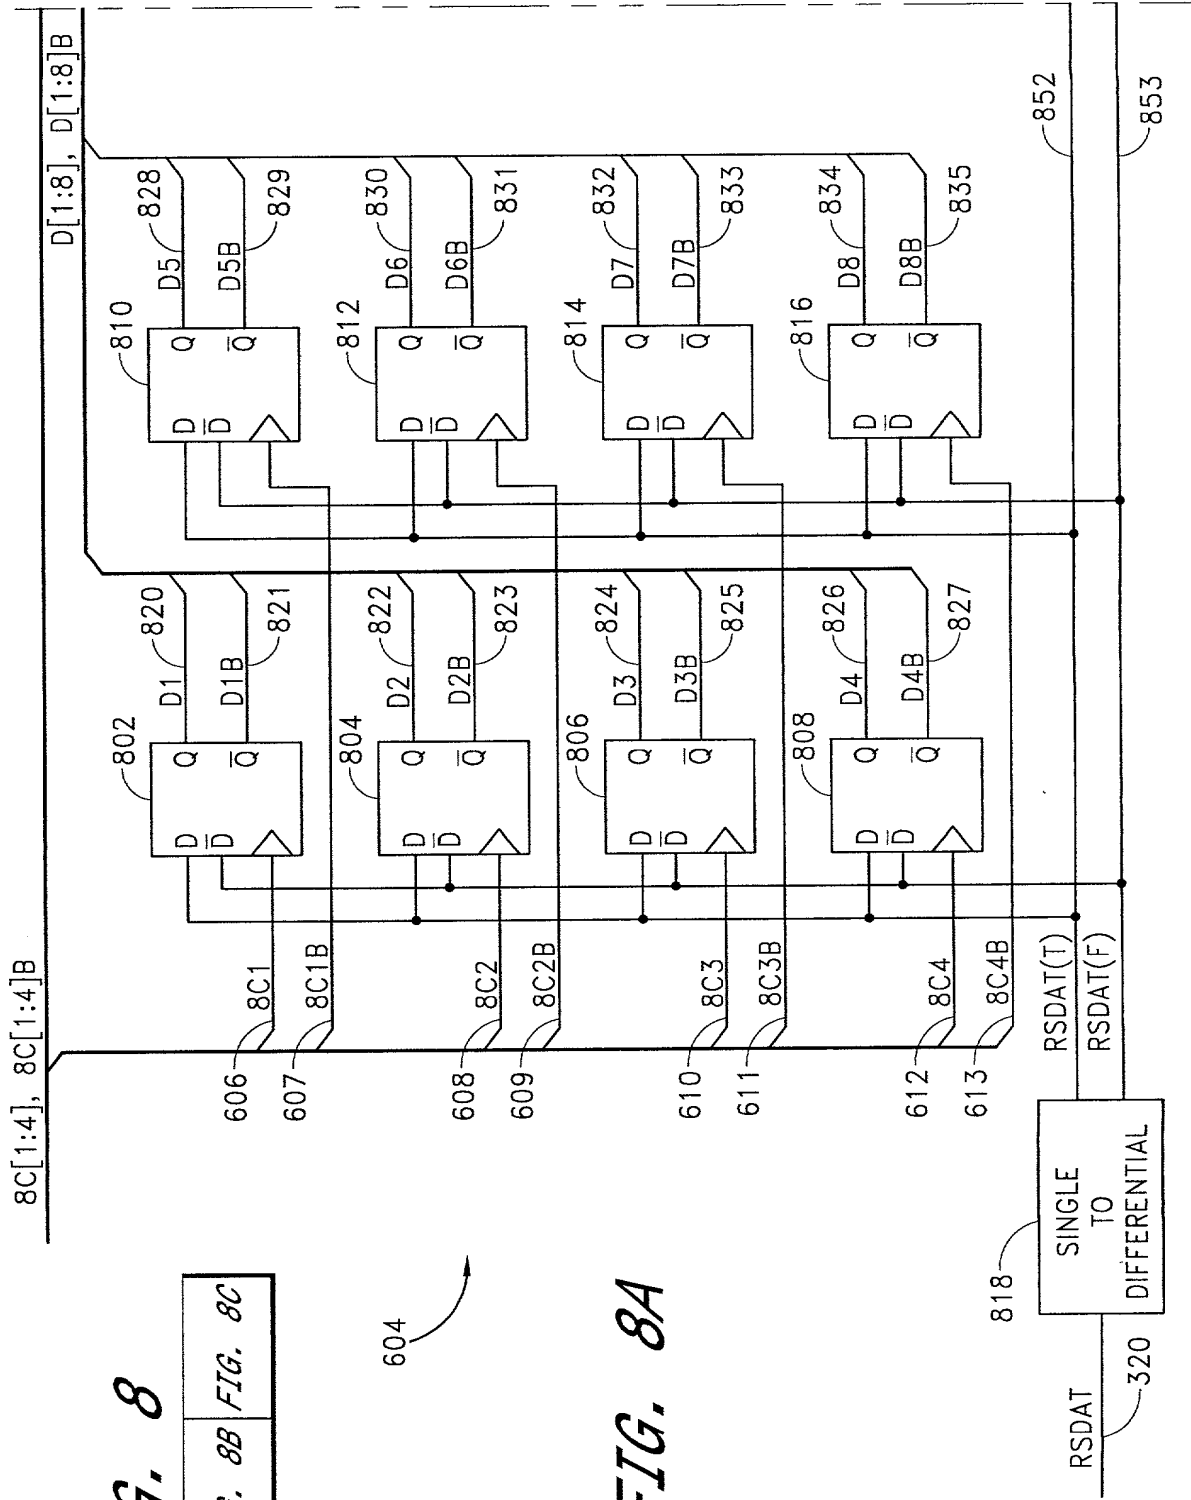 8C[1:4], 8C[1:4]B
D[1:8], D[1:8]B
606
8C1
607
8C1B
608
8C2
609
8C2B
610
8C3
611
8C3B
612
8C4
613
8C4B
802
D
D
Q
Q
D1
820
D1B
821
804
D
D
Q
Q
D2
822
D2B
823
806
D
D
Q
Q
D3
824
D3B
825
808
D
D
Q
Q
D4
826
D4B
827
810
D
D
Q
Q
D5
828
D5B
829
812
D
D
Q
Q
D6
830
D6B
831
814
D
D
Q
Q
D7
832
D7B
833
816
D
D
Q
Q
D8
834
D8B
835
RSDAT
320
818
SINGLE
TO
DIFFERENTIAL
RSDAT(T)
RSDAT(F)
852
853
604
G. 8
8B
FIG. 8C
FIG. 8A